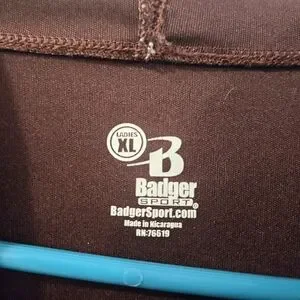 LADIES
XL
B
Badger
SPORT®
BadgerSport.com
Made in Nicaragua
RN:76619